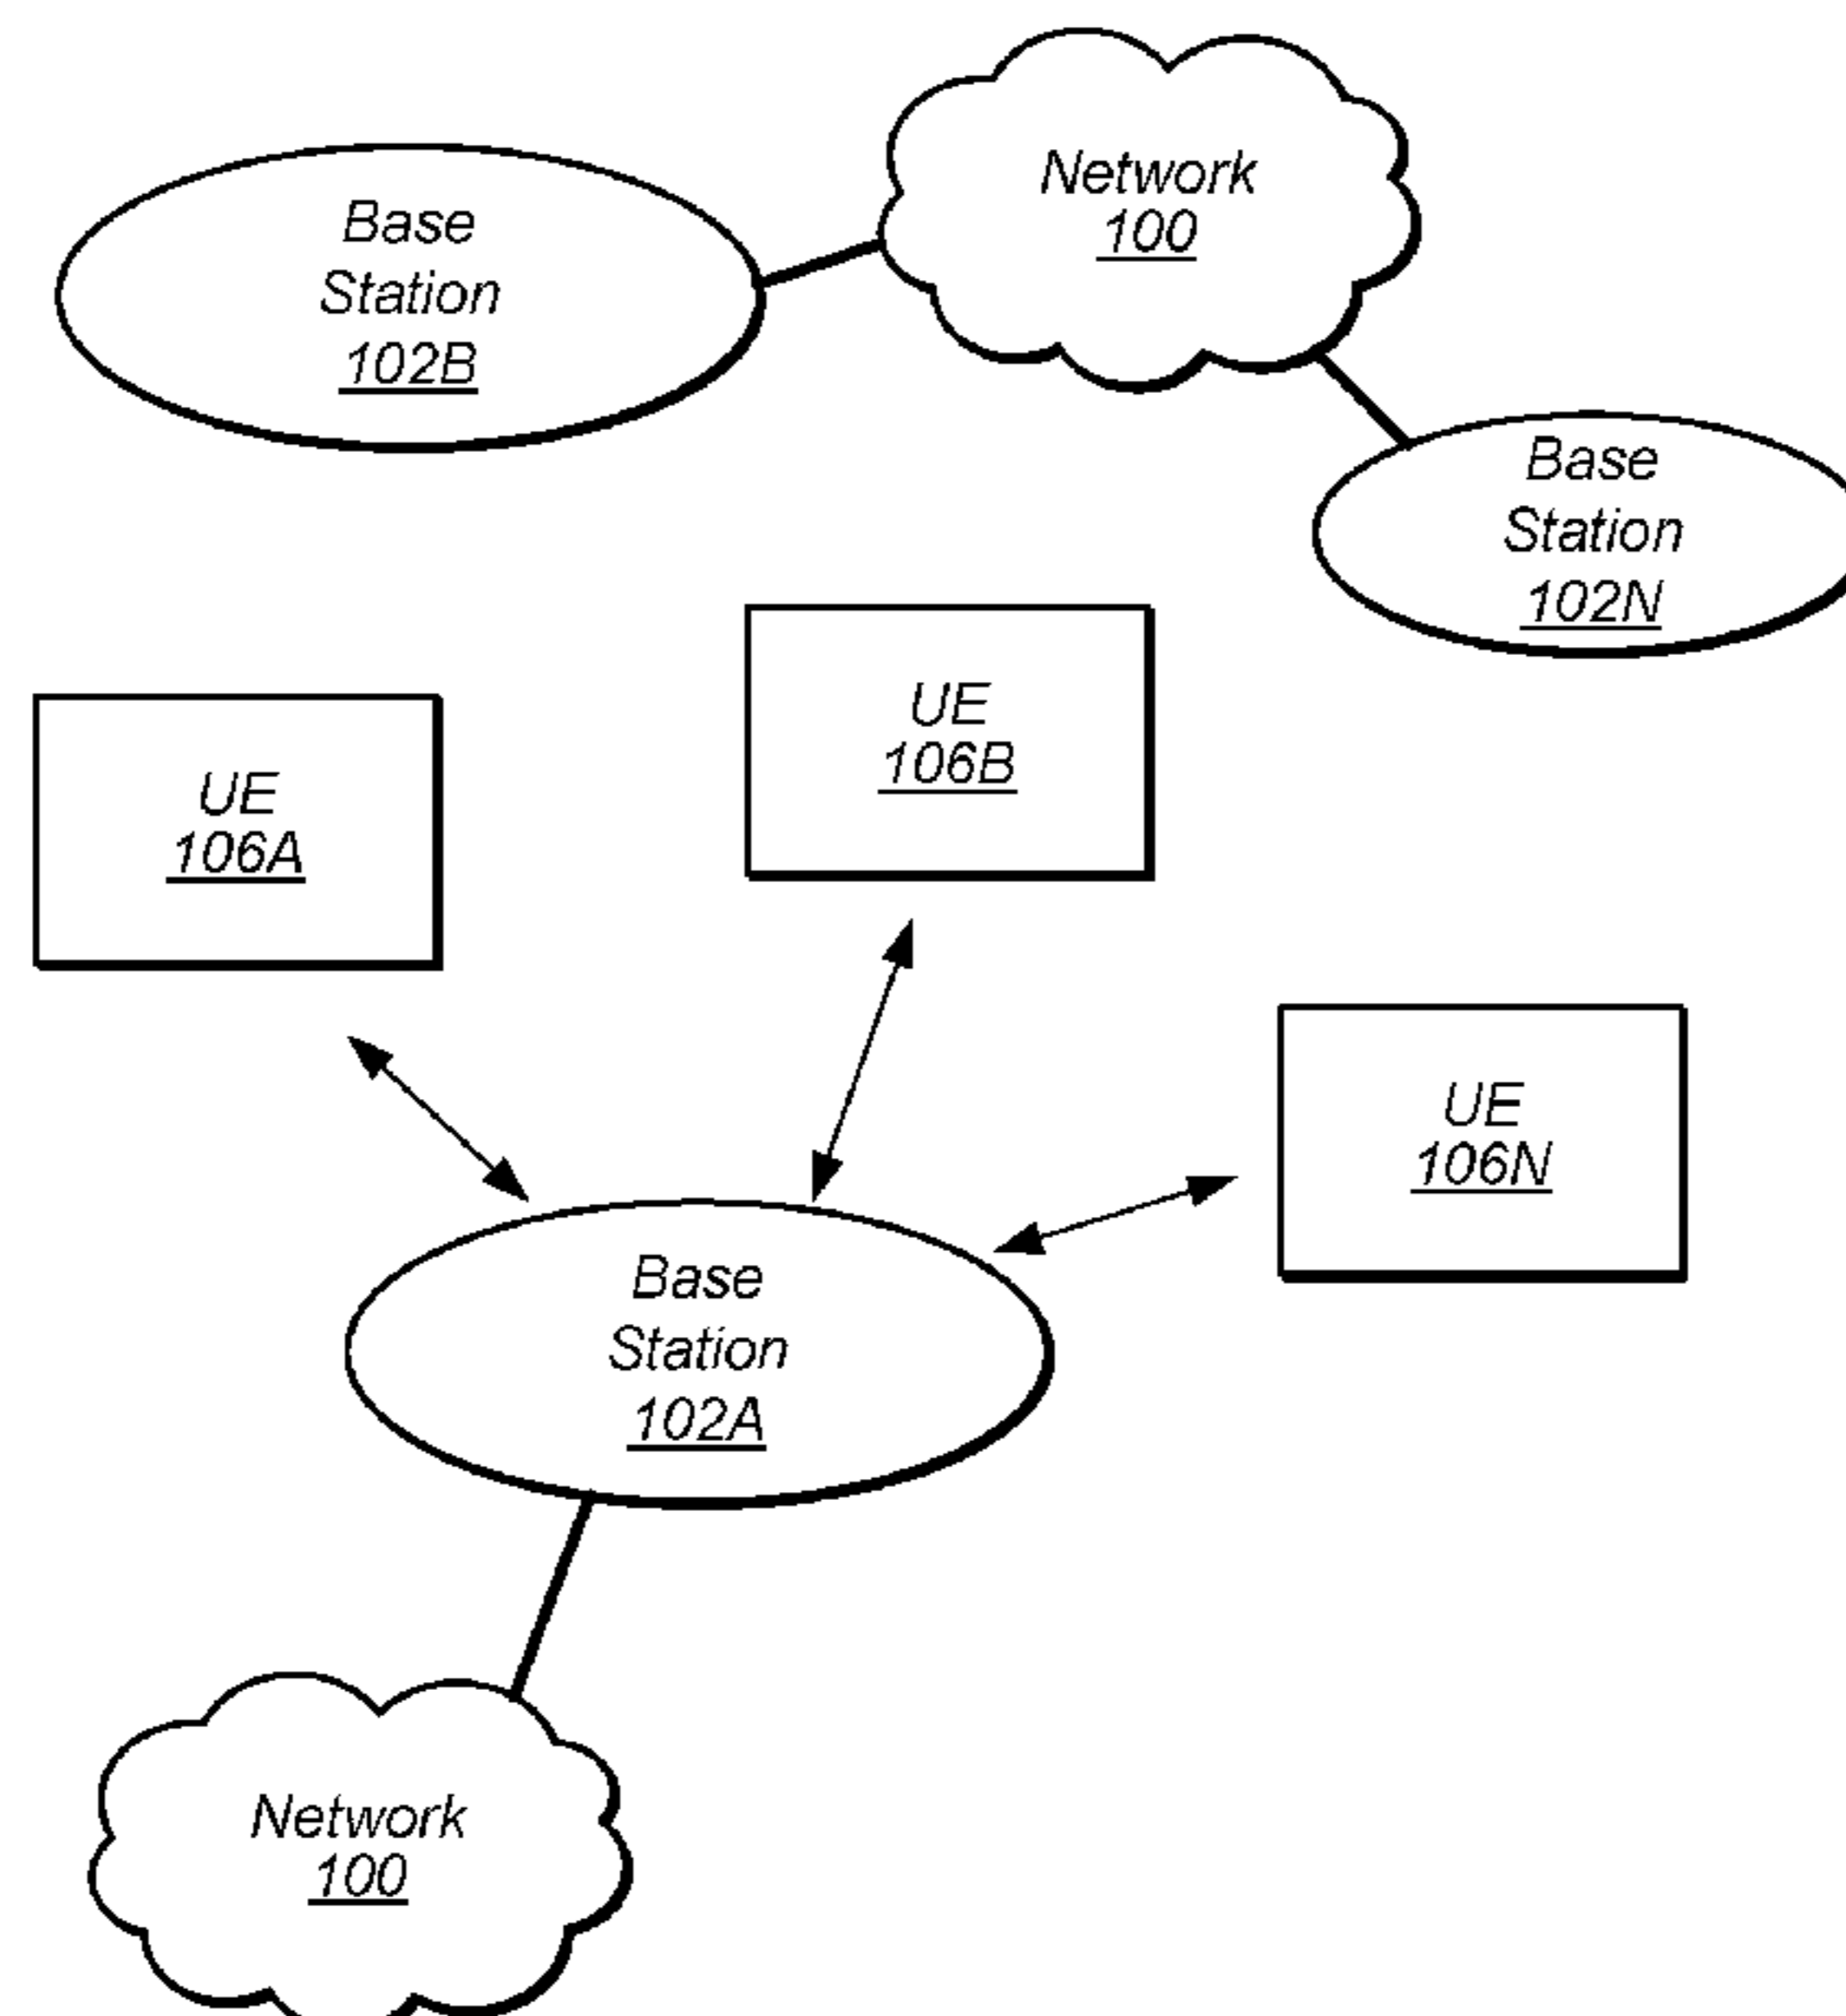 Network
100
Base
Station
102B
Base
Station
102N
UE
106B
UE
106A
UE
106N
Base
Station
102A
Network
100